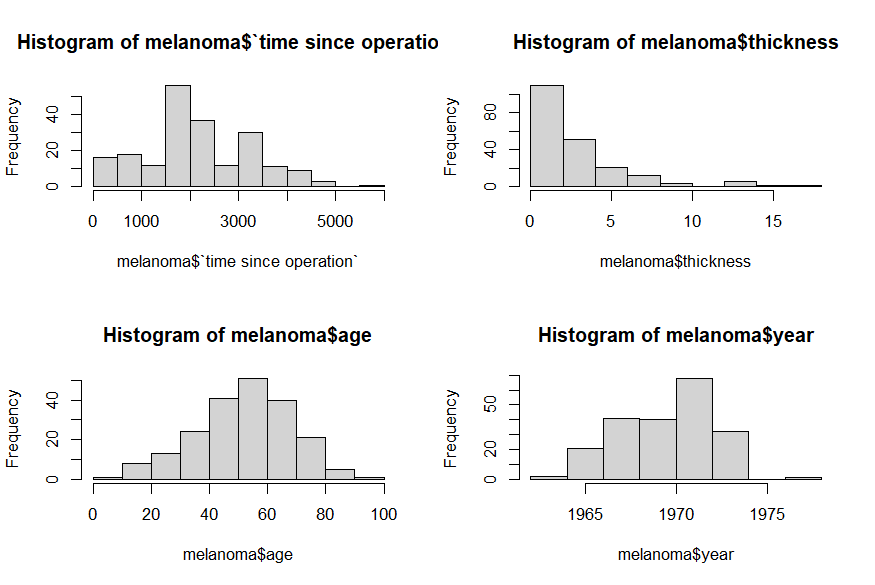 Histogram of melanoma$`time since operatio
Frequency
0 20 40
0 1000 3000 5000
melanoma$`time since operation`
Histogram of melanoma$thickness
Frequency
0 40 80
0 5 10 15
melanoma$thickness
Histogram of melanoma$age
Frequency
0 20 40
0 20 40 60 80 100
melanoma$age
Histogram of melanoma$year
Frequency
0 20 50
1965 1970 1975
melanoma$year